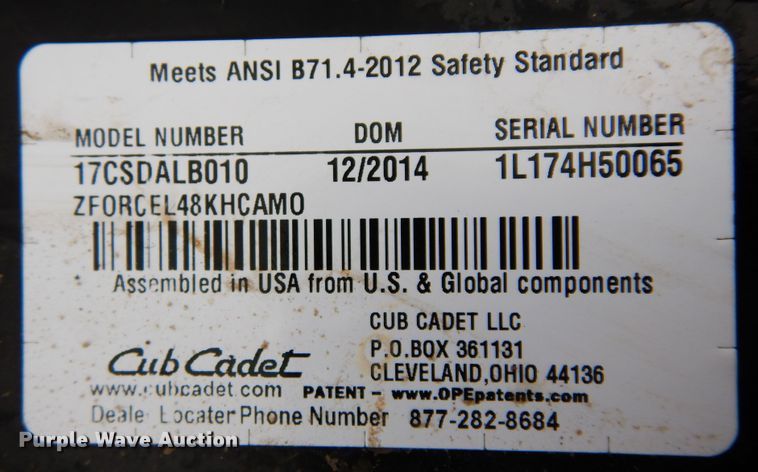 Meets ANSI B71.4-2012 Safety Standard
MODEL NUMBER DOM SERIAL NUMBER
17CSDALB010 12/2014 1L174H50065
ZFORCEL48KHCAMO
* Assembled in USA from U.S. & Global components
CUB CADET LLC
P.O.BOX 361131
CLEVELAND,OHIO 44136
Cub Cadet
www.cubcadet.com PATENT - www.OPEpatents.com
Dealer Locater Phone Number 877-282-8684
Purple Wave Auction